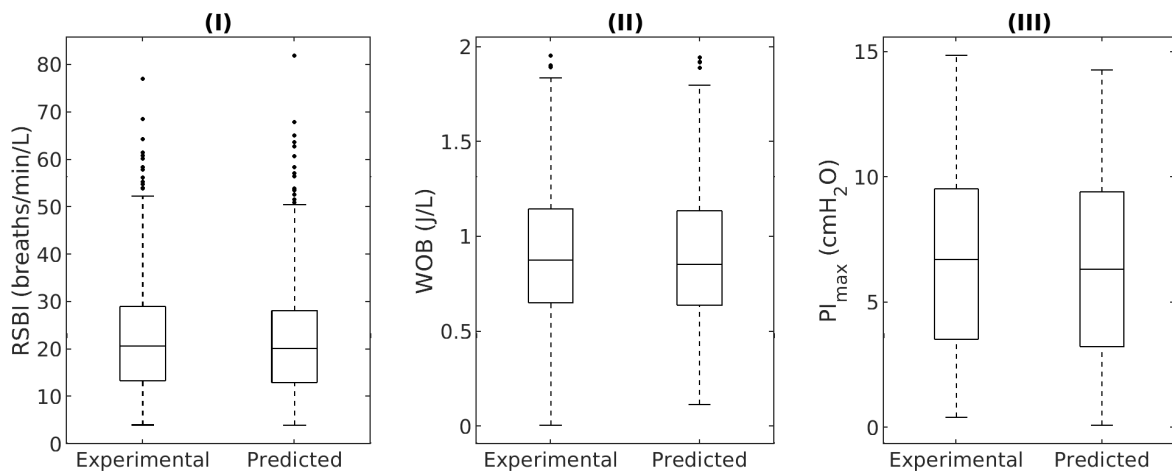 (I)
RSBI (breaths/min/L)
80
70
60
50
40
30
20
10
0
Experimental Predicted
(II)
WOB (J/L)
2
1.5
1
0.5
0
Experimental Predicted
(III)
PImax (cmH2O)
15
10
5
0
Experimental Predicted